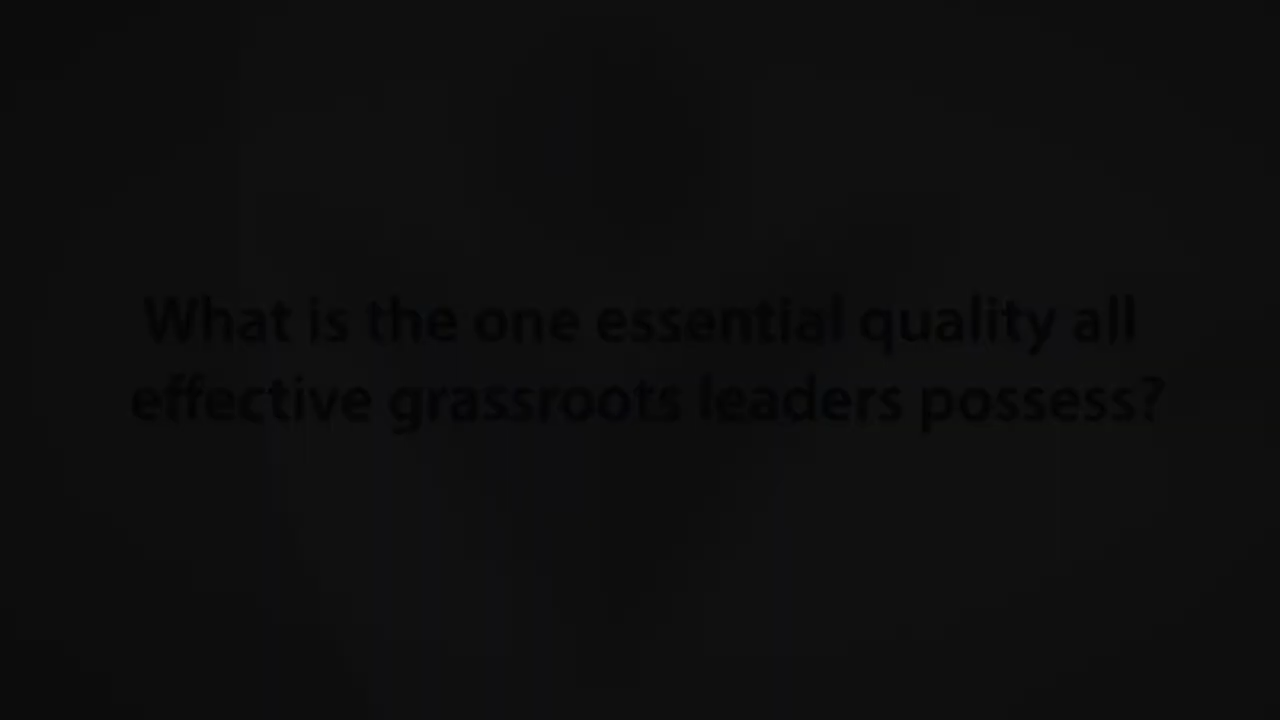 What is the one essential quality all
effective grassroots leaders possess?